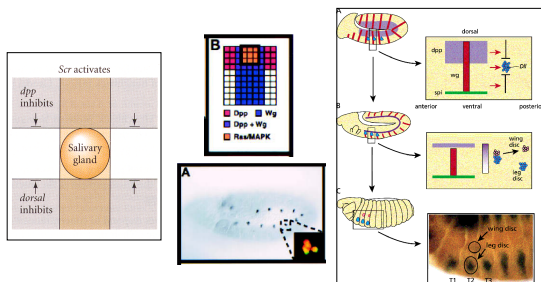 Scr activates
dpp
inhibits
Salivary
gland
dorsal
inhibits
B
Dpp
Wg
Dpp + Wg
Ras/MAPK
A
A
dorsal
dpp
wg
Dll
spi
anterior
ventral
posterior
B
wing
disc
leg
disc
C
wing disc
leg disc
T1
T2
T3